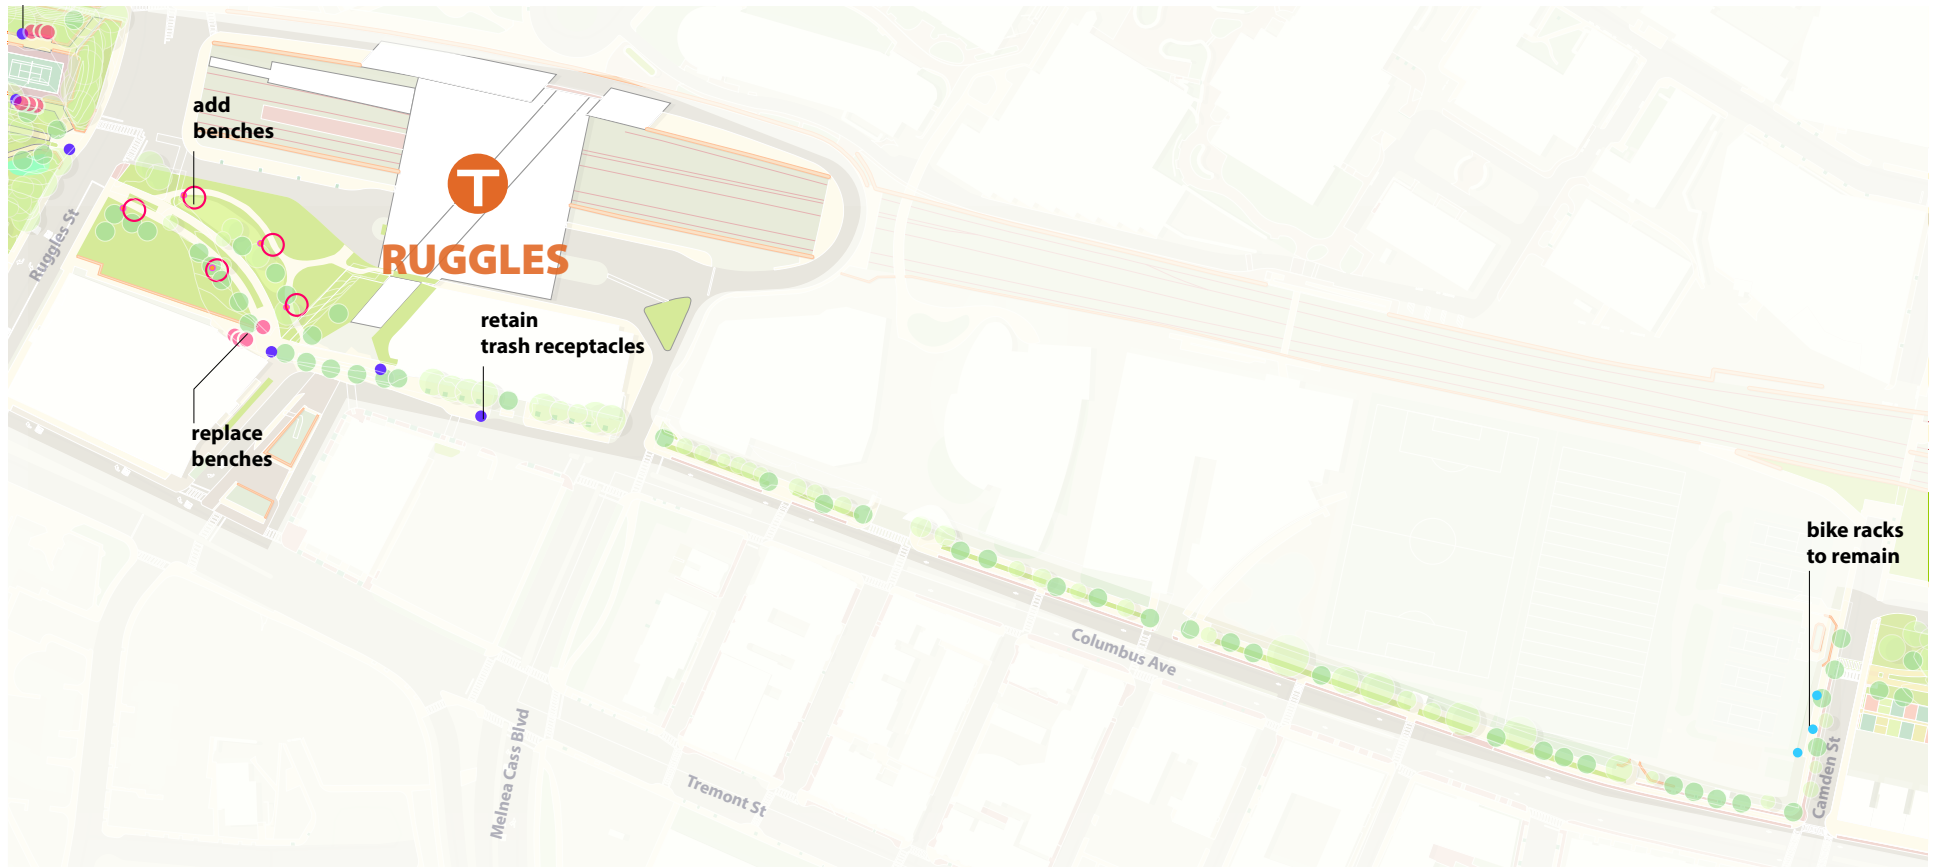 add
benches
Ruggles St
T
RUGGLES
retain
trash receptacles
replace
benches
bike racks
to remain
Columbus Ave
Melnea Cass Blvd
Tremont St
Camden St